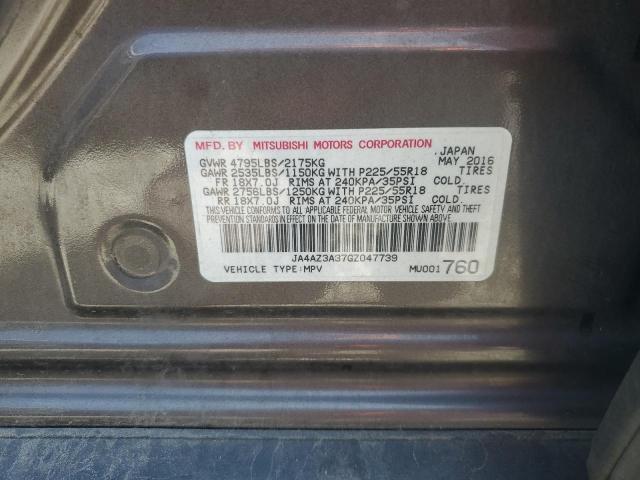 MFD. BY MITSUBISHI MOTORS CORPORATION JAPAN
GVWR 4795LBS/2175KG MAY 2016
GAWR 2535LBS/1150KG WITH P225/55R18 TIRES
FR 18X7.0J RIMS AT 240KPA/35PSI COLD.
GAWR 2756LBS/1250KG WITH P225/55R18 TIRES
RR 18X7.0J RIMS AT 240KPA/35PSI COLD.
THIS VEHICLE CONFORMS TO ALL APPLICABLE FEDERAL MOTOR VEHICLE SAFETY AND THEFT
PREVENTION STANDARDS IN EFFECT ON THE DATE OF MANUFACTURE SHOWN ABOVE.
JA4AZ3A37GZ047739
VEHICLE TYPE:MPV MU001760